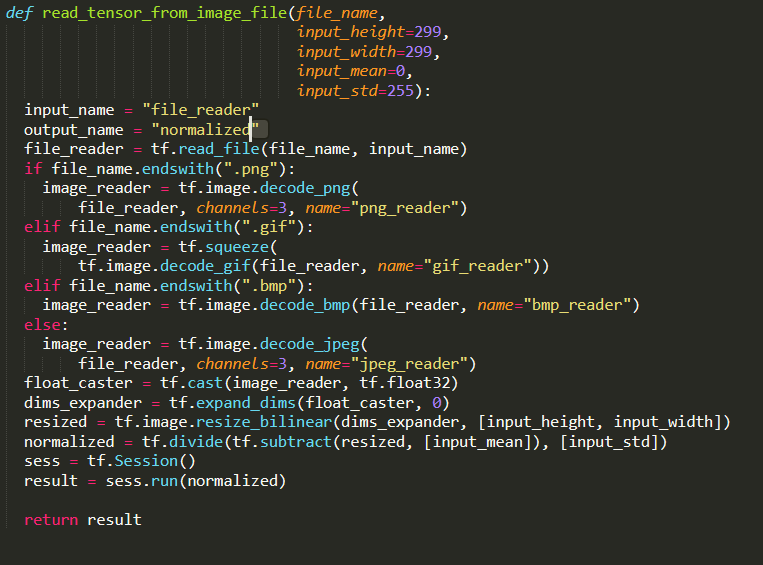 def read_tensor_from_image_file(file_name,
                                input_height=299,
                                input_width=299,
                                input_mean=0,
                                input_std=255):
  input_name = "file_reader"
  output_name = "normalized"
  file_reader = tf.read_file(file_name, input_name)
  if file_name.endswith(".png"):
    image_reader = tf.image.decode_png(
        file_reader, channels=3, name="png_reader")
  elif file_name.endswith(".gif"):
    image_reader = tf.squeeze(
        tf.image.decode_gif(file_reader, name="gif_reader"))
  elif file_name.endswith(".bmp"):
    image_reader = tf.image.decode_bmp(file_reader, name="bmp_reader")
  else:
    image_reader = tf.image.decode_jpeg(
        file_reader, channels=3, name="jpeg_reader")
  float_caster = tf.cast(image_reader, tf.float32)
  dims_expander = tf.expand_dims(float_caster, 0)
  resized = tf.image.resize_bilinear(dims_expander, [input_height, input_width])
  normalized = tf.divide(tf.subtract(resized, [input_mean]), [input_std])
  sess = tf.Session()
  result = sess.run(normalized)

  return result